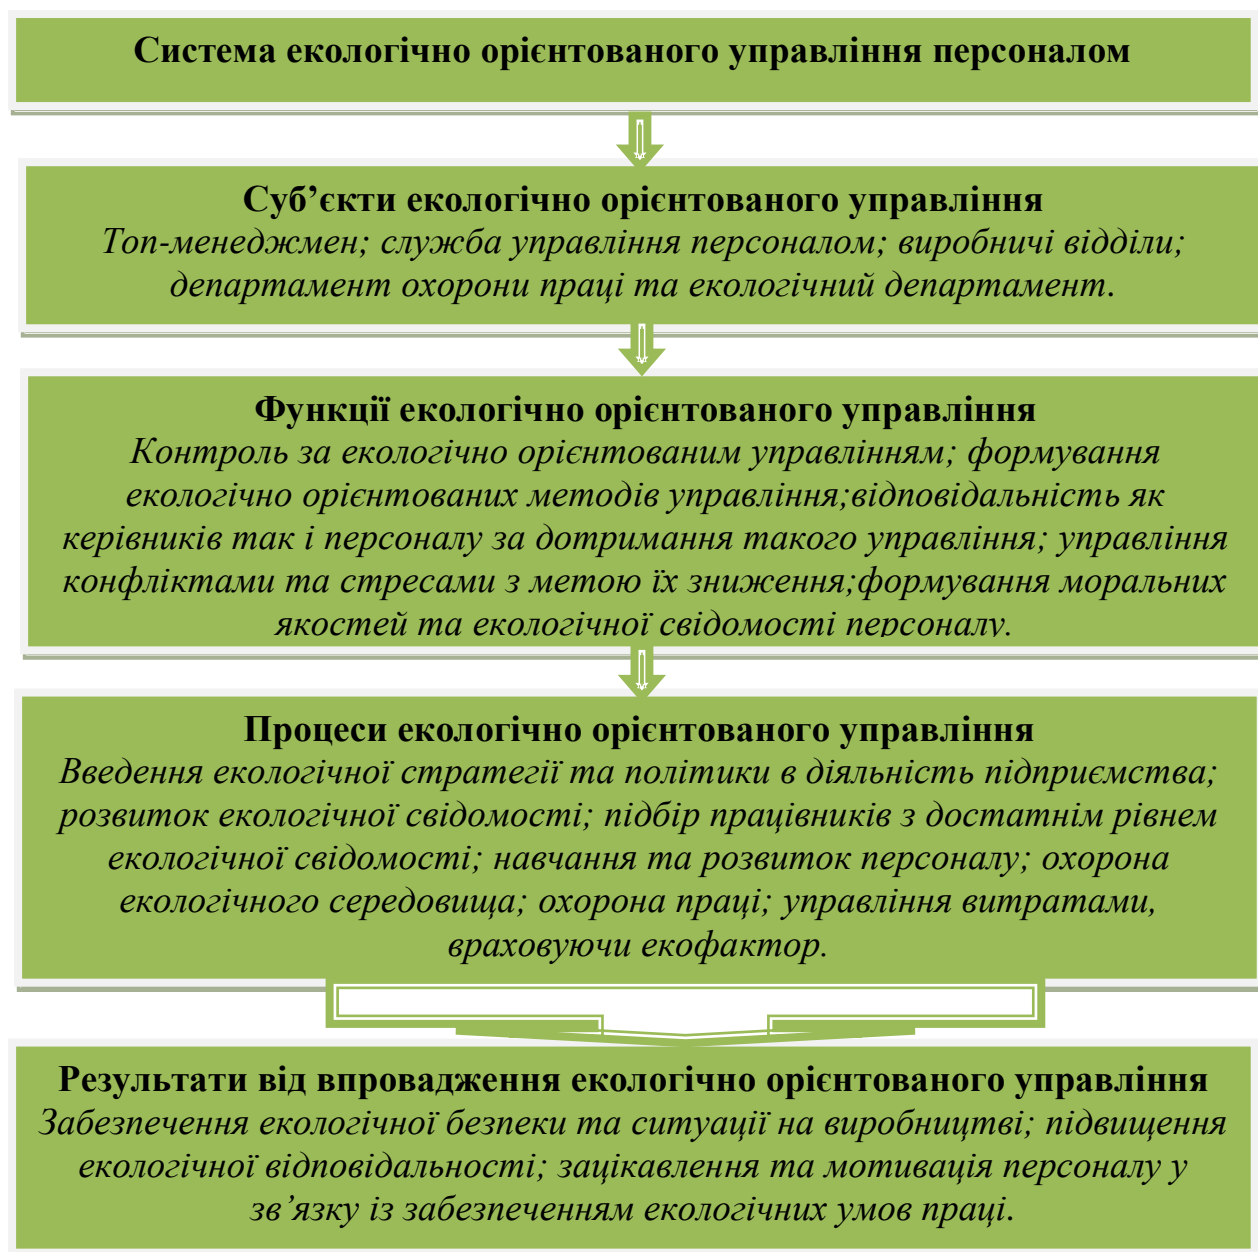 Система екологічно орієнтованого управління персоналом
Суб’єкти екологічно орієнтованого управління
Топ-менеджмен; служба управління персоналом; виробничі відділи;
департамент охорони праці та екологічний департамент.
Функції екологічно орієнтованого управління
Контроль за екологічно орієнтованим управлінням; формування
екологічно орієнтованих методів управління;відповідальність як
керівників так і персоналу за дотримання такого управління; управління
конфліктами та стресами з метою їх зниження;формування моральних
якостей та екологічної свідомості персоналу.
Процеси екологічно орієнтованого управління
Введення екологічної стратегії та політики в діяльність підприємства;
розвиток екологічної свідомості; підбір працівників з достатнім рівнем
екологічної свідомості; навчання та розвиток персоналу; охорона
екологічного середовища; охорона праці; управління витратами,
враховуючи екофактор.
Результати від впровадження екологічно орієнтованого управління
Забезпечення екологічної безпеки та ситуації на виробництві; підвищення
екологічної відповідальності; зацікавлення та мотивація персоналу у
зв’язку із забезпеченням екологічних умов праці.